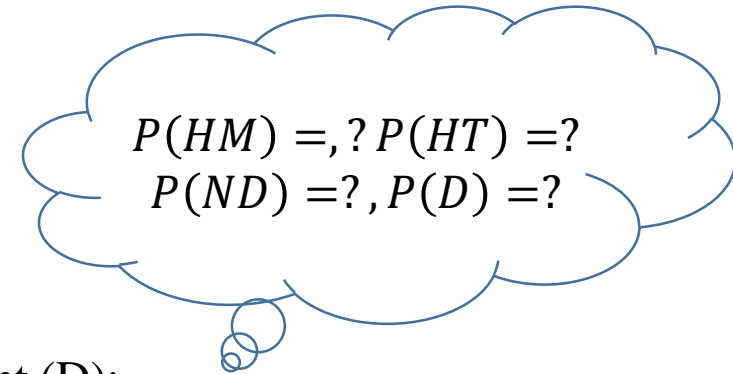 P(HM) =,? P(HT) =?
P(ND) =?, P(D) =?
(D):